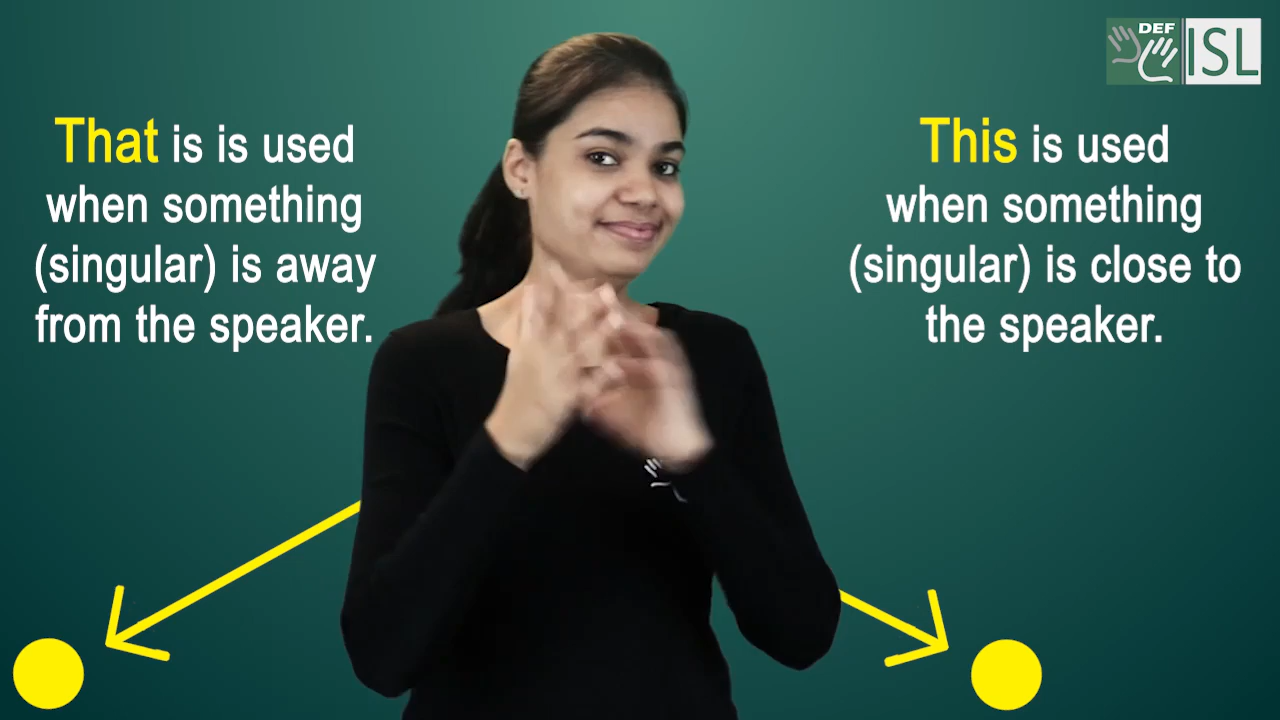 That is is used
when something
(singular) is away
from the speaker.
This is used
when something
(singular) is close to
the speaker.
DEF
ISL